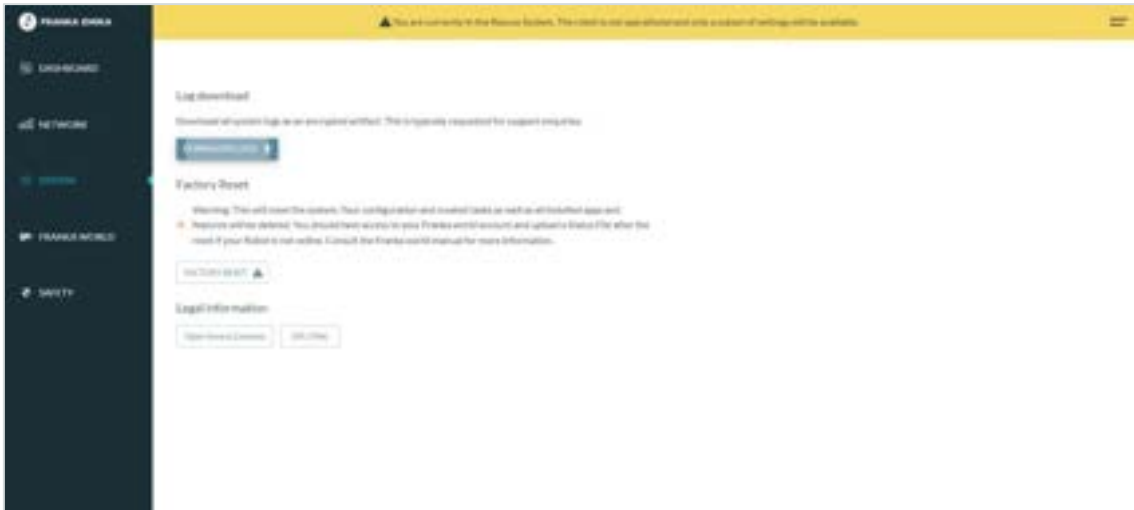 FRANKA EMIKA
You are currently in the Rescue System. The robot is not operational and only a subset of settings will be available.
DASHBOARD
NETWORK
SYSTEM
FRANKA WORLD
SAFETY
Log download
Download all system logs as an encrypted artifact. This is typically requested for support enquiries.
DOWNLOAD LOGS
Factory Reset
Warning: This will reset the system. Your configuration and created tasks as well as all installed apps and
features will be deleted. You should have access to your Franka world account and upload a Status File after the
reset if your Robot is not online. Consult the Franka world manual for more information.
FACTORY RESET
Legal information